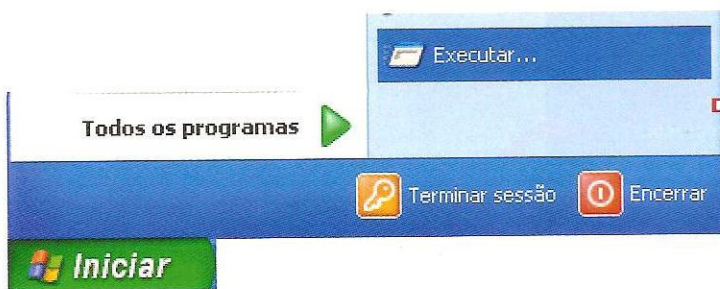 Executar...
Todos os programas
Terminar sessão
Encerrar
Iniciar